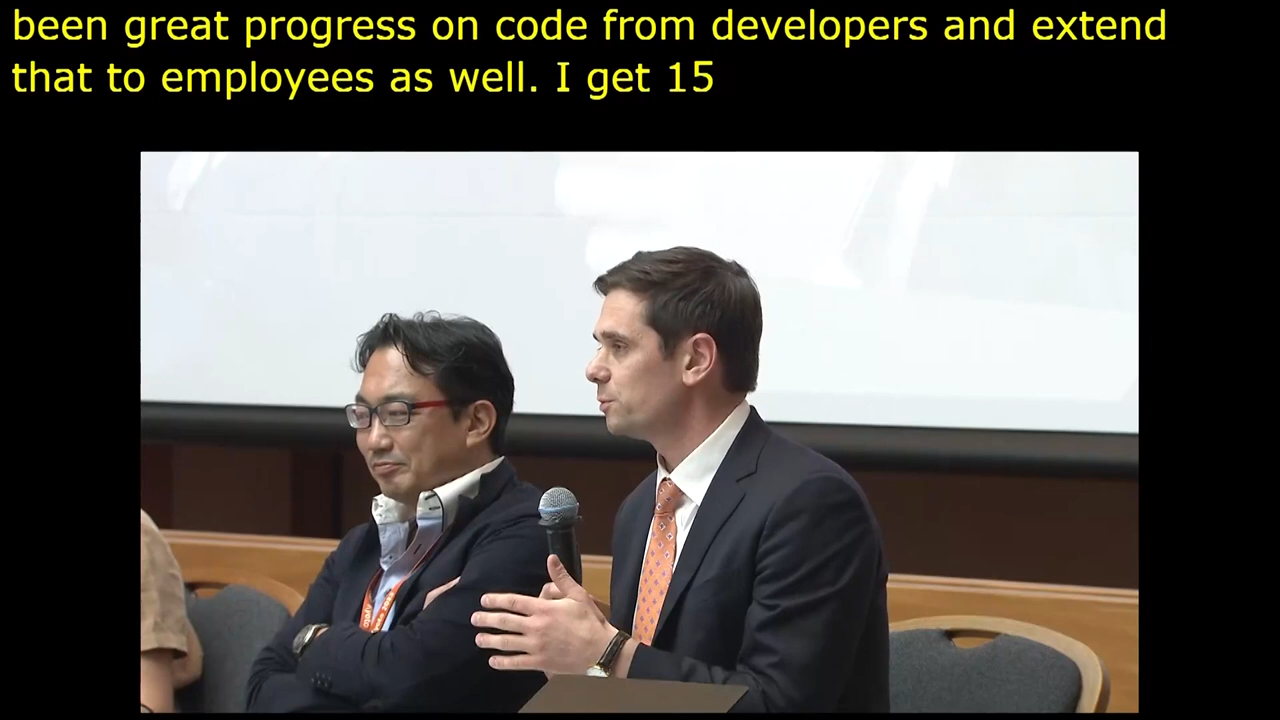 been great progress on code from developers and extend
that to employees as well. I get 15